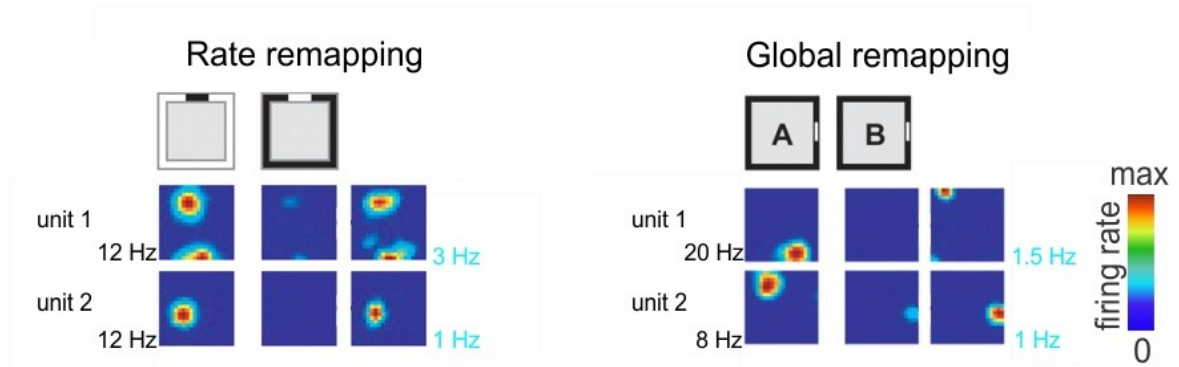 Rate remapping
unit 1
12 Hz
3 Hz
unit 2
12 Hz
1 Hz
Global remapping
A B
unit 1
20 Hz
1.5 Hz
unit 2
8 Hz
1 Hz
max
firing rate
0